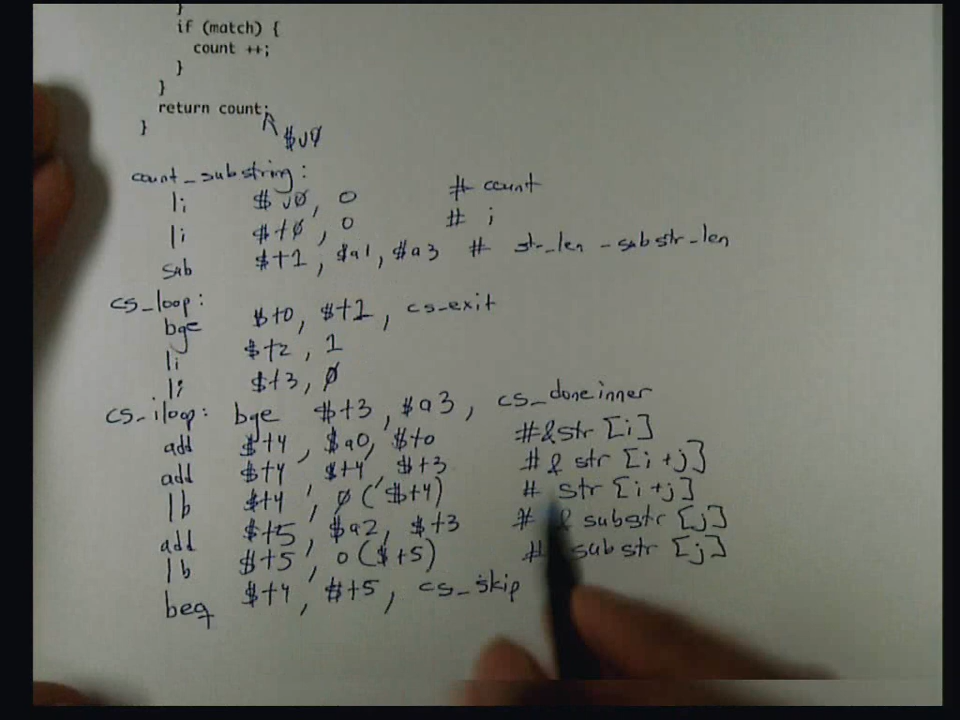 }
if (match) {
count ++;
}
}
return count;
}
$v0
count_substring:
li $v0, 0 # count
li $t0, 0 # i
sub $t1, $a1, $a3 # str_len - substr_len
cs_loop:
bge $t0, $t1, cs_exit
li $t2, 1
li $t3, 0
cs_iloop: bge $t3, $a3, cs_doneinner
add $t4, $a0, $t0 #&str [i]
add $t4, $t4, $t3 # & str [i+j]
lb $t4, 0($t4) # str [i+j]
add $t5, $a2, $t3 # & substr [j]
lb $t5, 0($t5) # substr [j]
beq $t4, $t5, cs_skip